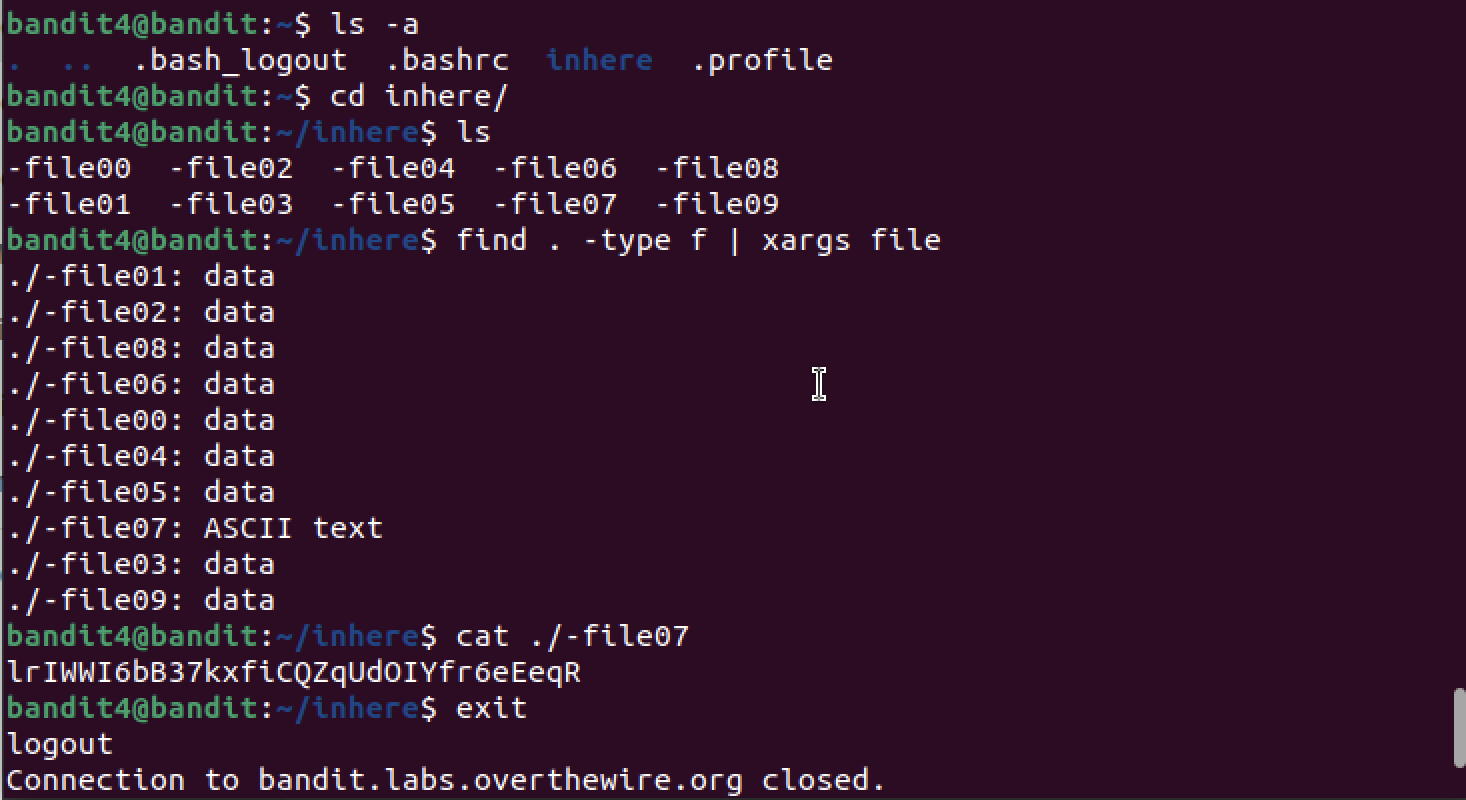 bandit4@bandit:~$ ls -a
.  ..  .bash_logout  .bashrc  inhere  .profile
bandit4@bandit:~$ cd inhere/
bandit4@bandit:~/inhere$ ls
-file00  -file02  -file04  -file06  -file08
-file01  -file03  -file05  -file07  -file09
bandit4@bandit:~/inhere$ find . -type f | xargs file
./-file01: data
./-file02: data
./-file08: data
./-file06: data
./-file00: data
./-file04: data
./-file05: data
./-file07: ASCII text
./-file03: data
./-file09: data
bandit4@bandit:~/inhere$ cat ./-file07
lrIWWI6bB37kxfiCQZqUdOIYfr6eEeqR
bandit4@bandit:~/inhere$ exit
logout
Connection to bandit.labs.overthewire.org closed.